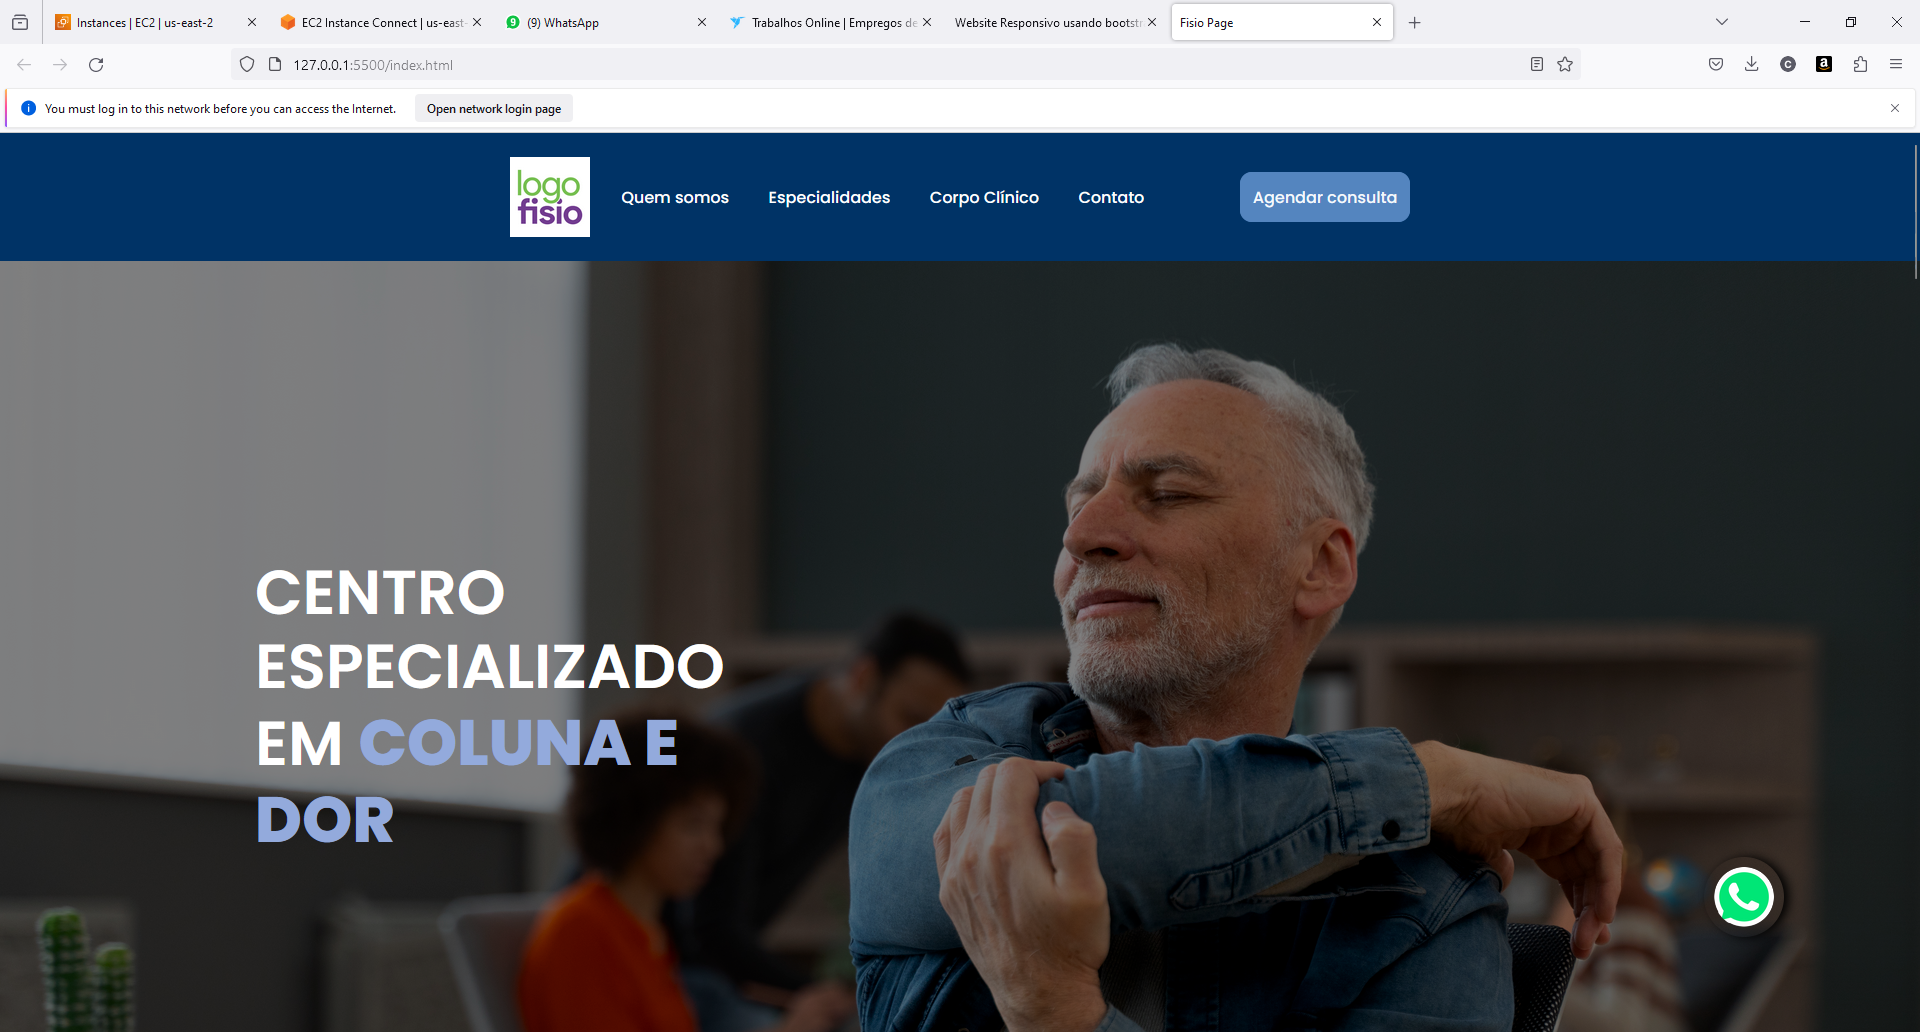 Instances | EC2 | us-east-2
EC2 Instance Connect | us-east-
(9) WhatsApp
Trabalhos Online | Empregos de
Website Responsivo usando bootstr
Fisio Page
127.0.0.1:5500/index.html
You must log in to this network before you can access the Internet.
Open network login page
logo
fisio
Quem somos
Especialidades
Corpo Clínico
Contato
Agendar consulta
CENTRO
ESPECIALIZADO
EM COLUNA E
DOR